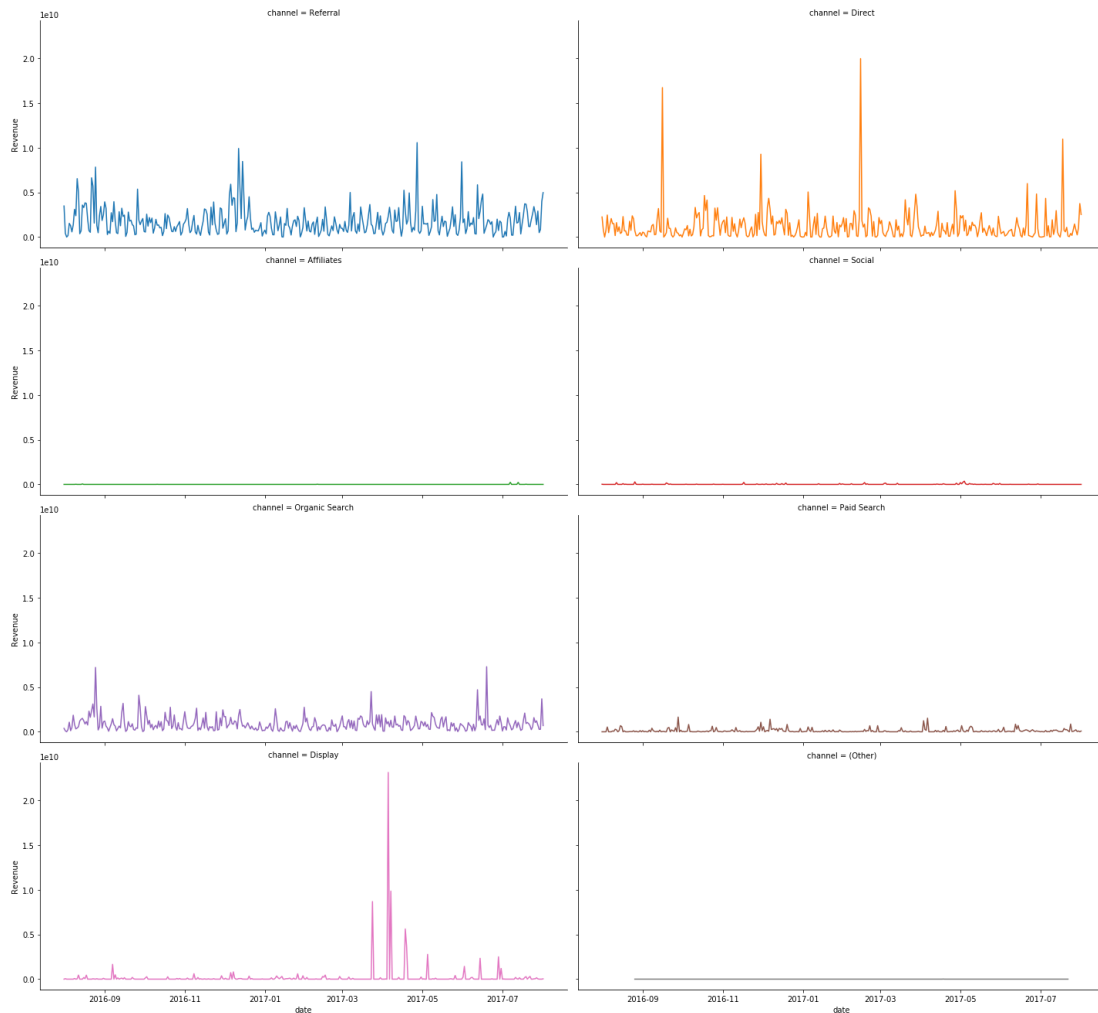 channel = Referral
channel = Direct
1e10
2.0
1.5
Revenue
1.0
0.5
0.0
channel = Affiliates
channel = Social
1e10
2.0
1.5
Revenue
1.0
0.5
0.0
channel = Organic Search
channel = Paid Search
1e10
2.0
1.5
Revenue
1.0
0.5
0.0
channel = Display
channel = (Other)
1e10
2.0
1.5
Revenue
1.0
0.5
0.0
2016-09 2016-11 2017-01 2017-03 2017-05 2017-07
2016-09 2016-11 2017-01 2017-03 2017-05 2017-07
date
date